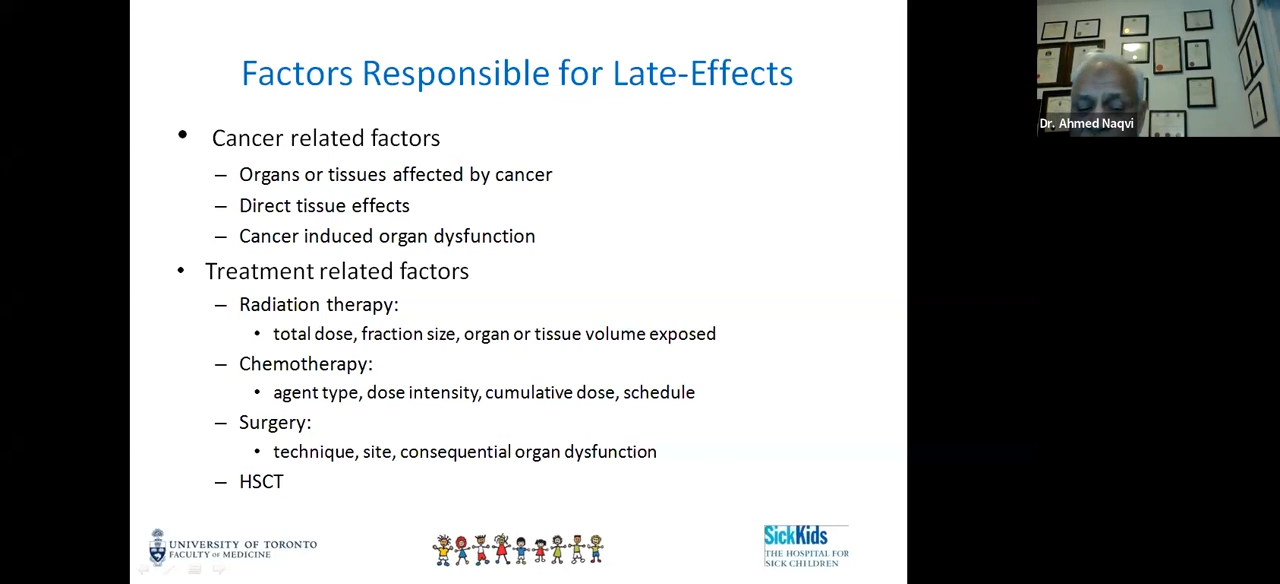 Factors Responsible for Late-Effects
• Cancer related factors
– Organs or tissues affected by cancer
– Direct tissue effects
– Cancer induced organ dysfunction
• Treatment related factors
– Radiation therapy:
• total dose, fraction size, organ or tissue volume exposed
– Chemotherapy:
• agent type, dose intensity, cumulative dose, schedule
– Surgery:
• technique, site, consequential organ dysfunction
– HSCT
UNIVERSITY OF TORONTO
FACULTY OF MEDICINE
SickKids
THE HOSPITAL FOR
SICK CHILDREN
Dr. Ahmed Naqvi